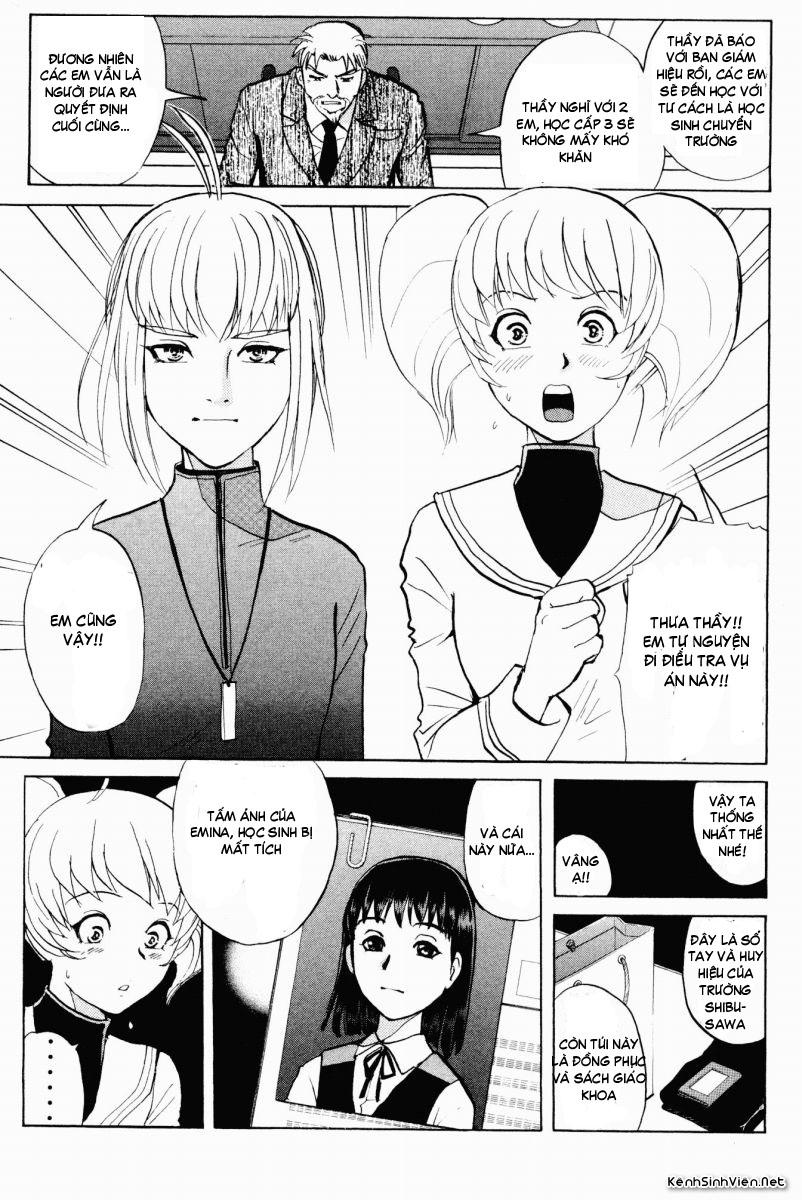 THẦY ĐÃ BÁO
VỚI BAN GIÁM
HIỆU RỒI, CÁC EM
SẼ ĐẾN HỌC VỚI
TƯ CÁCH LÀ HỌC
SINH CHUYỂN
TRƯỜNG
THẦY NGHĨ VỚI 2
EM, HỌC CẤP 3 SẼ
KHÔNG MẤY KHÓ
KHĂN
ĐƯƠNG NHIÊN
CÁC EM VẪN LÀ
NGƯỜI ĐƯA RA
QUYẾT ĐỊNH
CUỐI CÙNG...
THƯA THẦY!!
EM TỰ NGUYỆN
ĐI ĐIỀU TRA VỤ
ÁN NÀY!!
EM CŨNG
VẬY!!
VẬY TA
THỐNG
NHẤT THẾ
NHÉ!
VÂNG
Ạ!!
ĐÂY LÀ SỔ
TAY VÀ HUY
HIỆU CỦA
TRƯỜNG
SHIBU-
SAWA
CÒN TÚI NÀY
LÀ ĐỒNG PHỤC
VÀ SÁCH GIÁO
KHOA
VÀ CÁI
NÀY NỮA...
TẤM ẢNH CỦA
EMINA, HỌC SINH BỊ
MẤT TÍCH
......
KenhSinhVien.Net